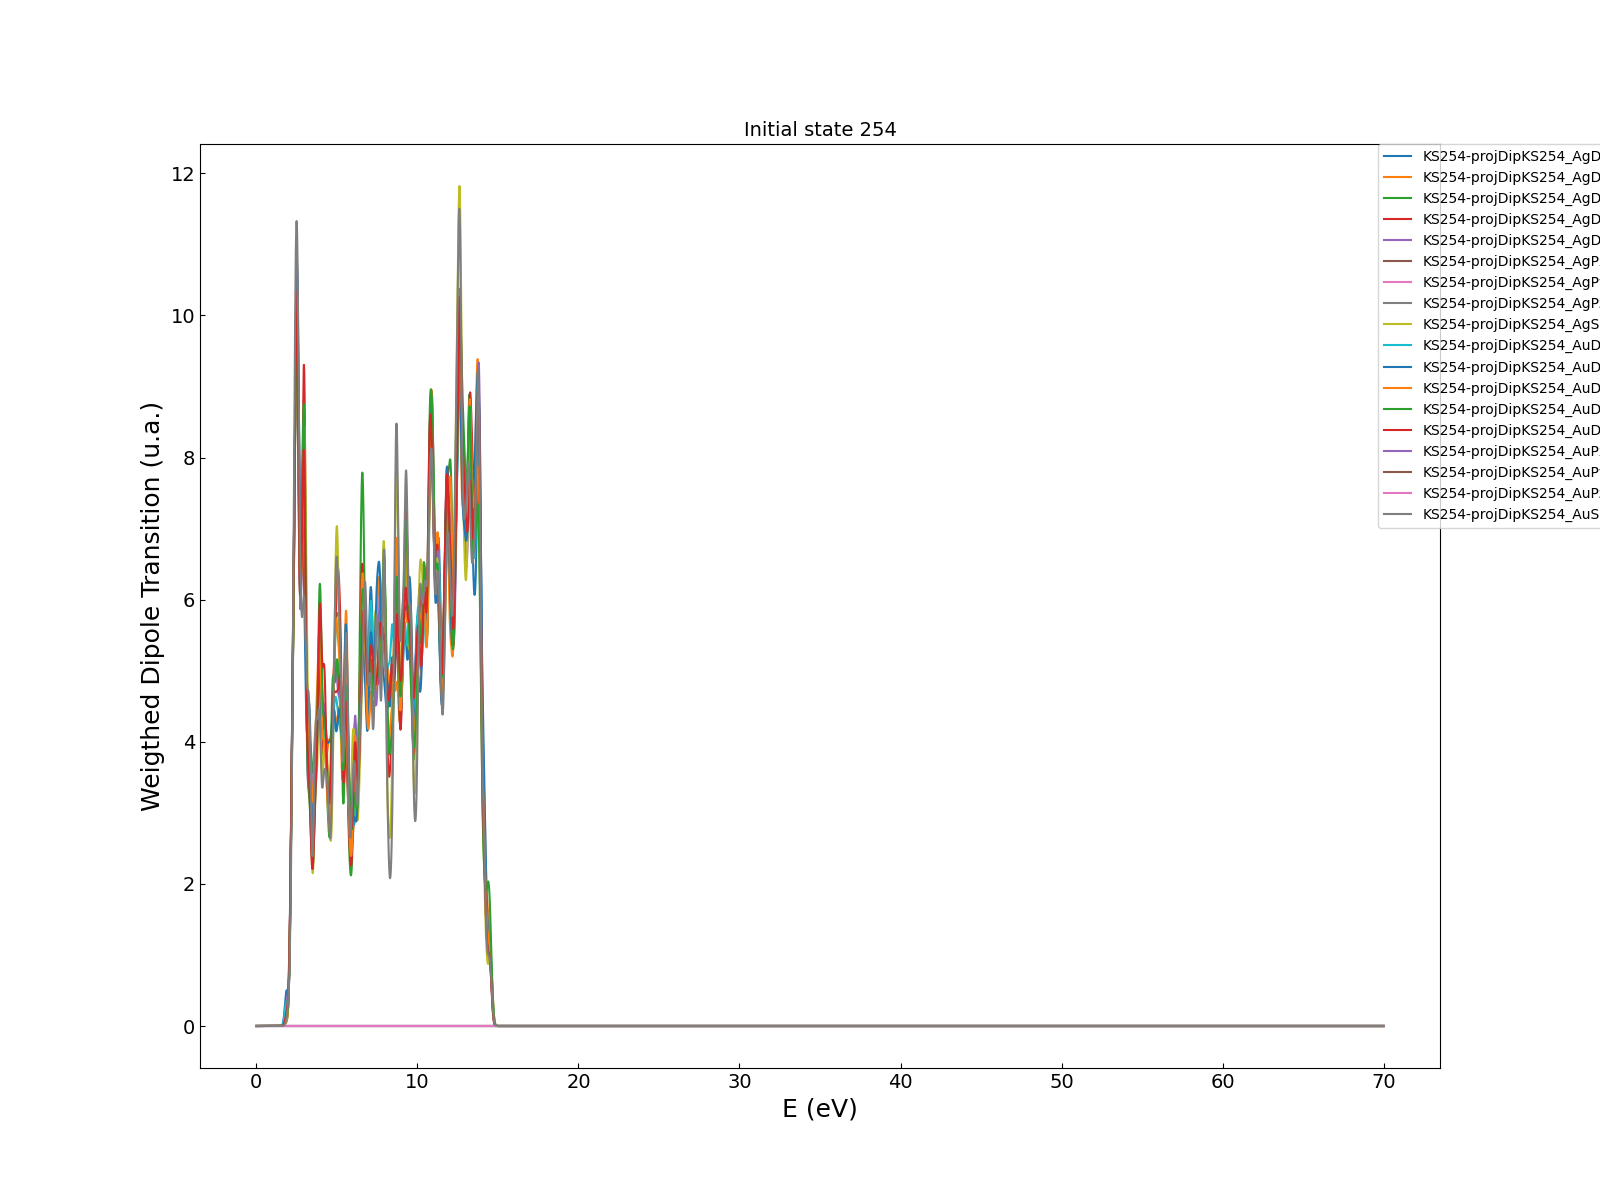 Initial state 254
12
10
8
6
4
2
0
Weigthed Dipole Transition (u.a.)
0 10 20 30 40 50 60 70
E (eV)
KS254-projDipKS254_AgD
KS254-projDipKS254_AgD
KS254-projDipKS254_AgD
KS254-projDipKS254_AgD
KS254-projDipKS254_AgD
KS254-projDipKS254_AgP
KS254-projDipKS254_AgP
KS254-projDipKS254_AgP
KS254-projDipKS254_AgS
KS254-projDipKS254_AuD
KS254-projDipKS254_AuD
KS254-projDipKS254_AuD
KS254-projDipKS254_AuD
KS254-projDipKS254_AuD
KS254-projDipKS254_AuP
KS254-projDipKS254_AuP
KS254-projDipKS254_AuP
KS254-projDipKS254_AuS